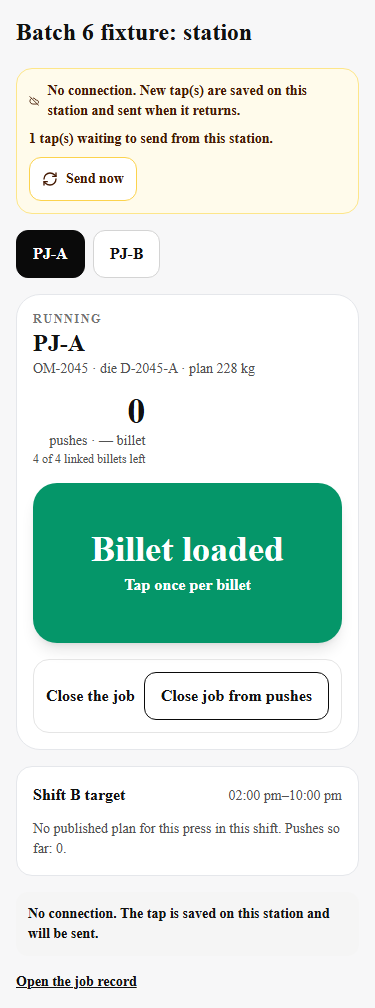 Batch 6 fixture: station
No connection. New tap(s) are saved on this
station and sent when it returns.
1 tap(s) waiting to send from this station.
Send now
PJ-A
PJ-B
RUNNING
PJ-A
OM-2045 · die D-2045-A · plan 228 kg
0
pushes · — billet
4 of 4 linked billets left
Billet loaded
Tap once per billet
Close the job
Close job from pushes
Shift B target
02:00 pm–10:00 pm
No published plan for this press in this shift. Pushes so
far: 0.
No connection. The tap is saved on this station and
will be sent.
Open the job record